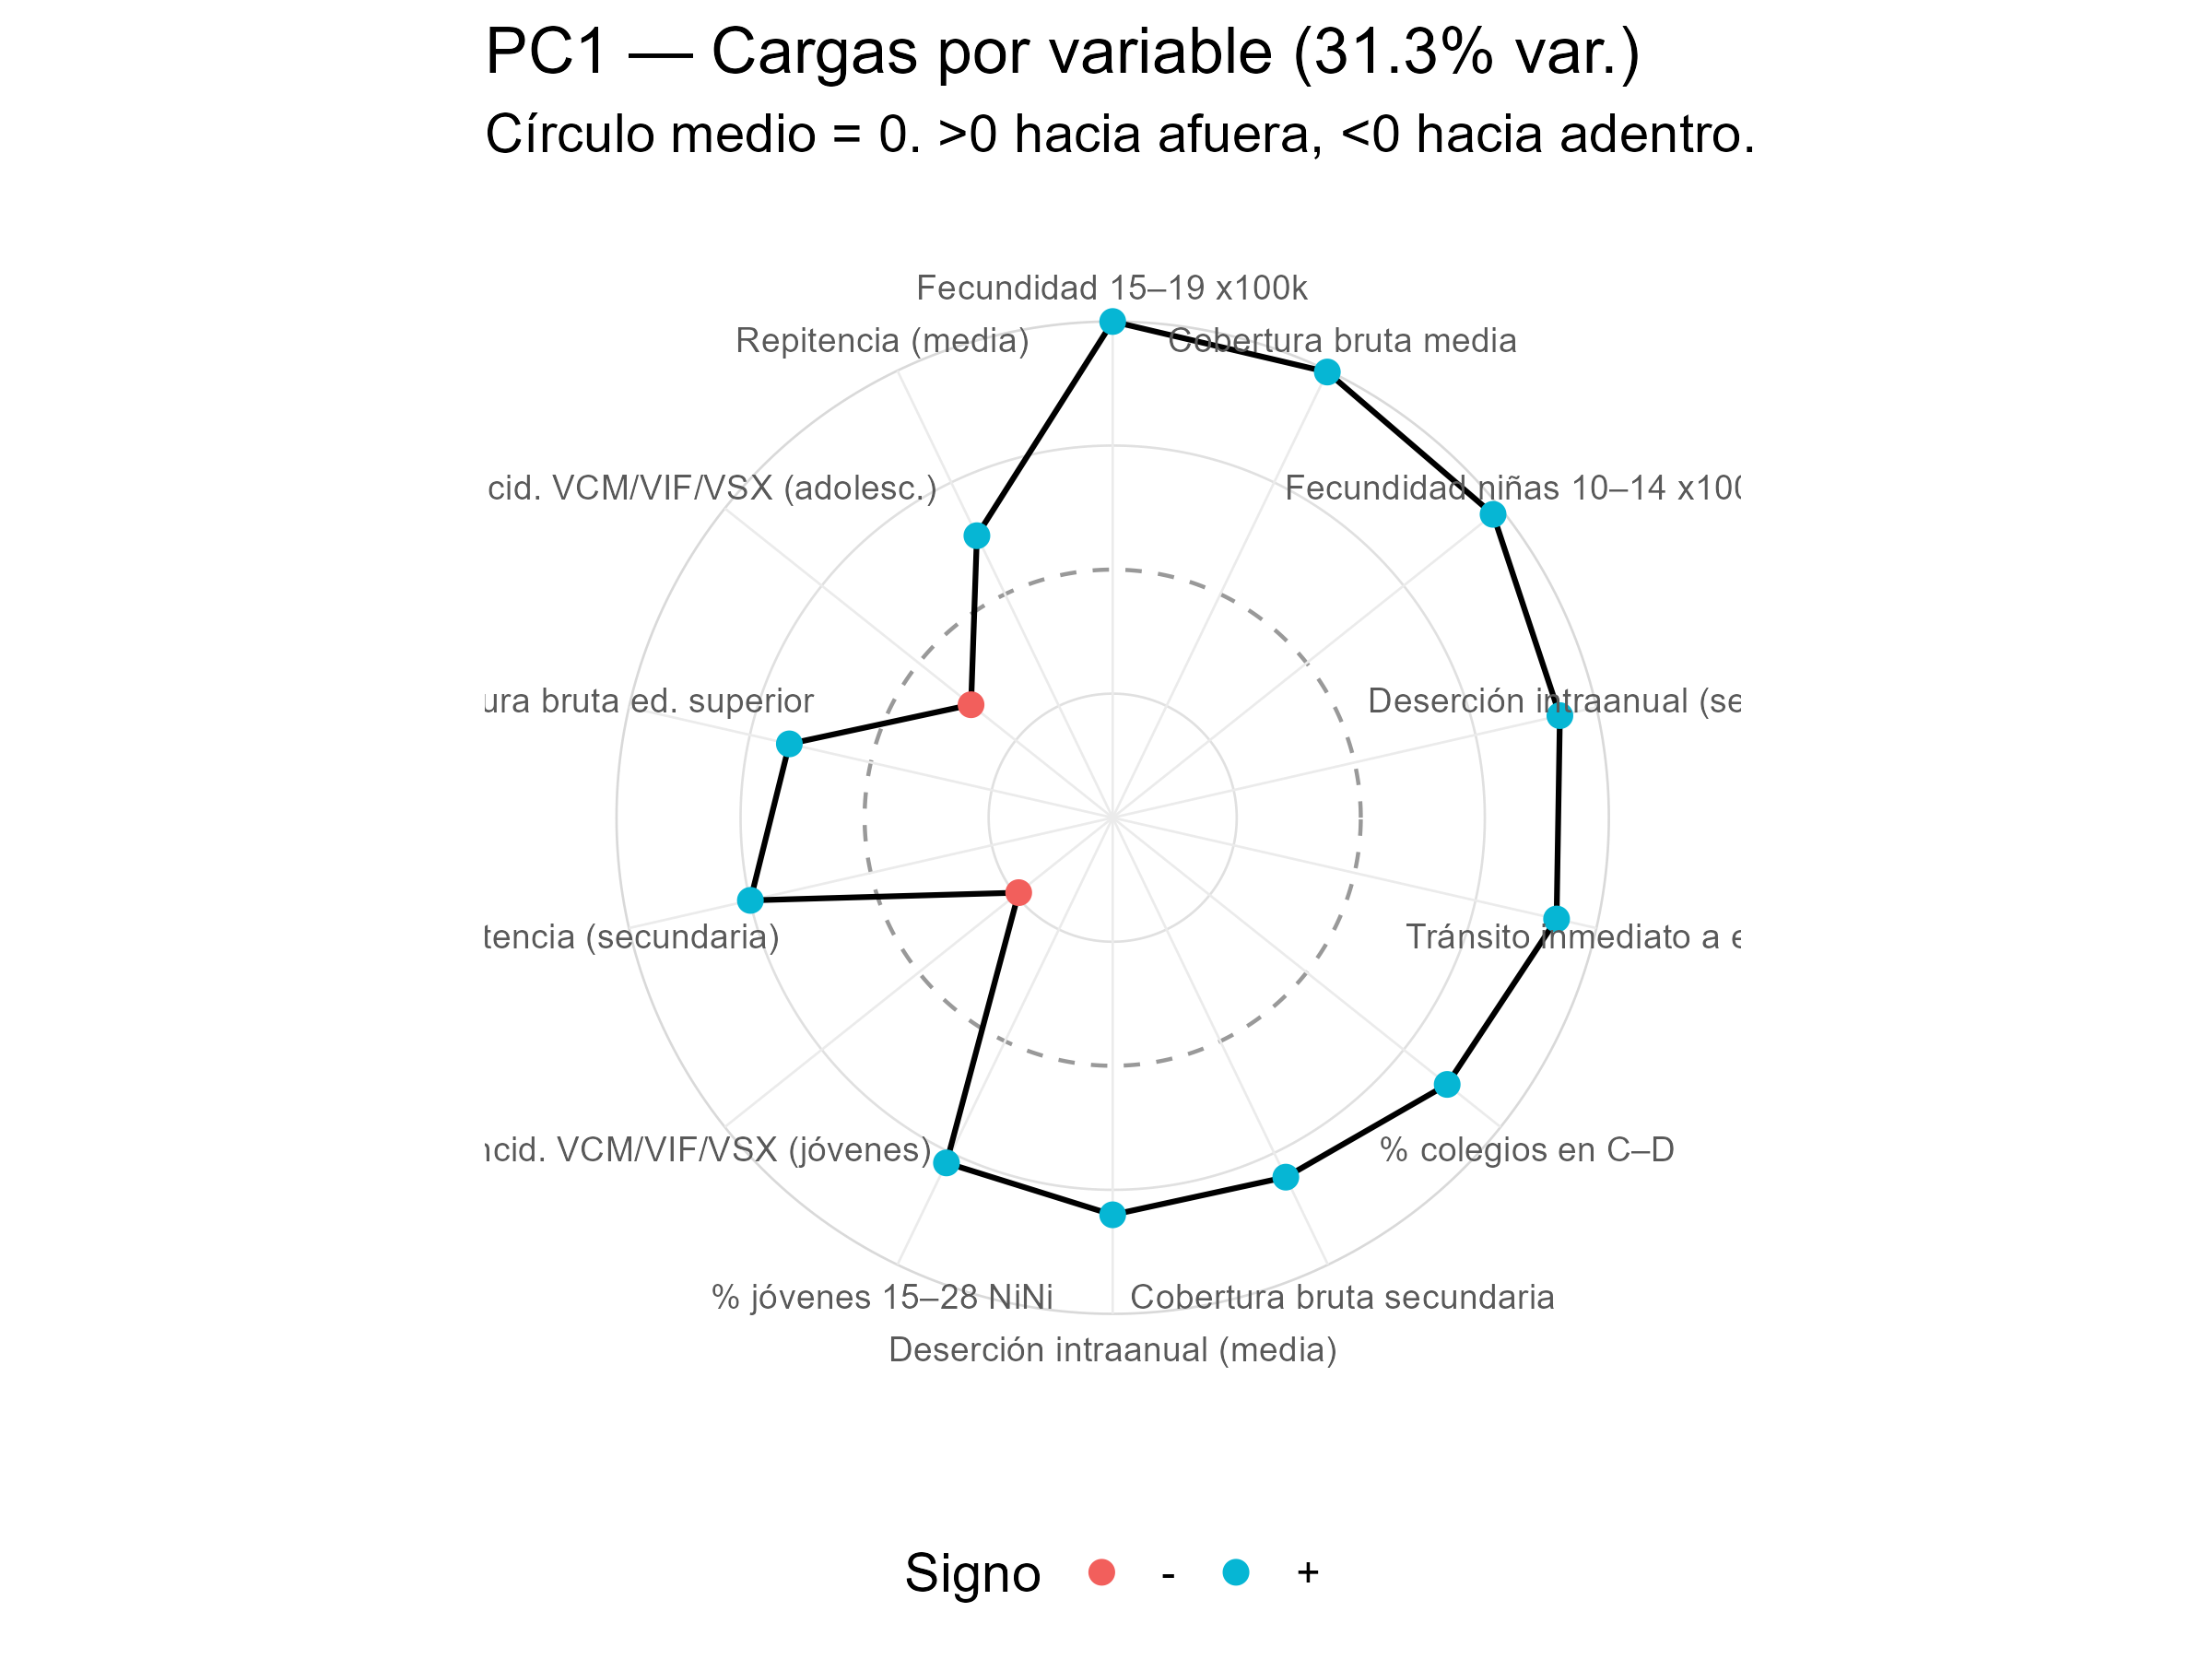 PC1 — Cargas por variable (31.3% var.)
Círculo medio = 0. >0 hacia afuera, <0 hacia adentro.
Fecundidad 15–19 x100k
Repitencia (media)
Cobertura bruta media
cid. VCM/VIF/VSX (adolesc.)
Fecundidad niñas 10–14 x100
ura bruta ed. superior
Deserción intraanual (se
tencia (secundaria)
Tránsito inmediato a e
ncid. VCM/VIF/VSX (jóvenes)
% colegios en C–D
% jóvenes 15–28 NiNi
Cobertura bruta secundaria
Deserción intraanual (media)
Signo - +